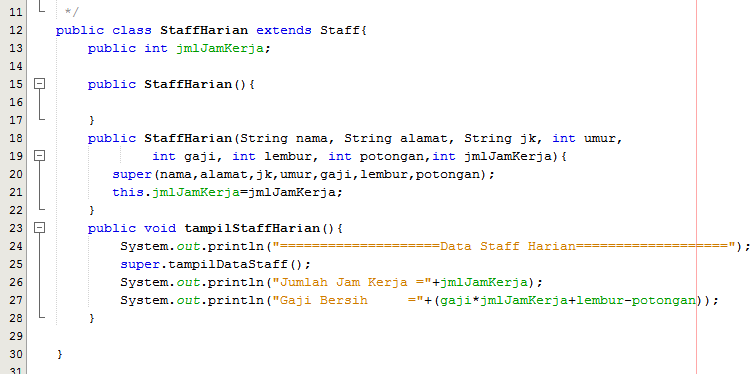 11 */
12 public class StaffHarian extends Staff{
13     public int jmlJamKerja;
14
15     public StaffHarian(){
16
17     }
18     public StaffHarian(String nama, String alamat, String jk, int umur,
19             int gaji, int lembur, int potongan,int jmlJamKerja){
20        super(nama,alamat,jk,umur,gaji,lembur,potongan);
21        this.jmlJamKerja=jmlJamKerja;
22     }
23     public void tampilStaffHarian(){
24         System.out.println("====================Data Staff Harian===================");
25         super.tampilDataStaff();
26         System.out.println("Jumlah Jam Kerja ="+jmlJamKerja);
27         System.out.println("Gaji Bersih     ="+(gaji*jmlJamKerja+lembur-potongan));
28     }
29
30 }
31